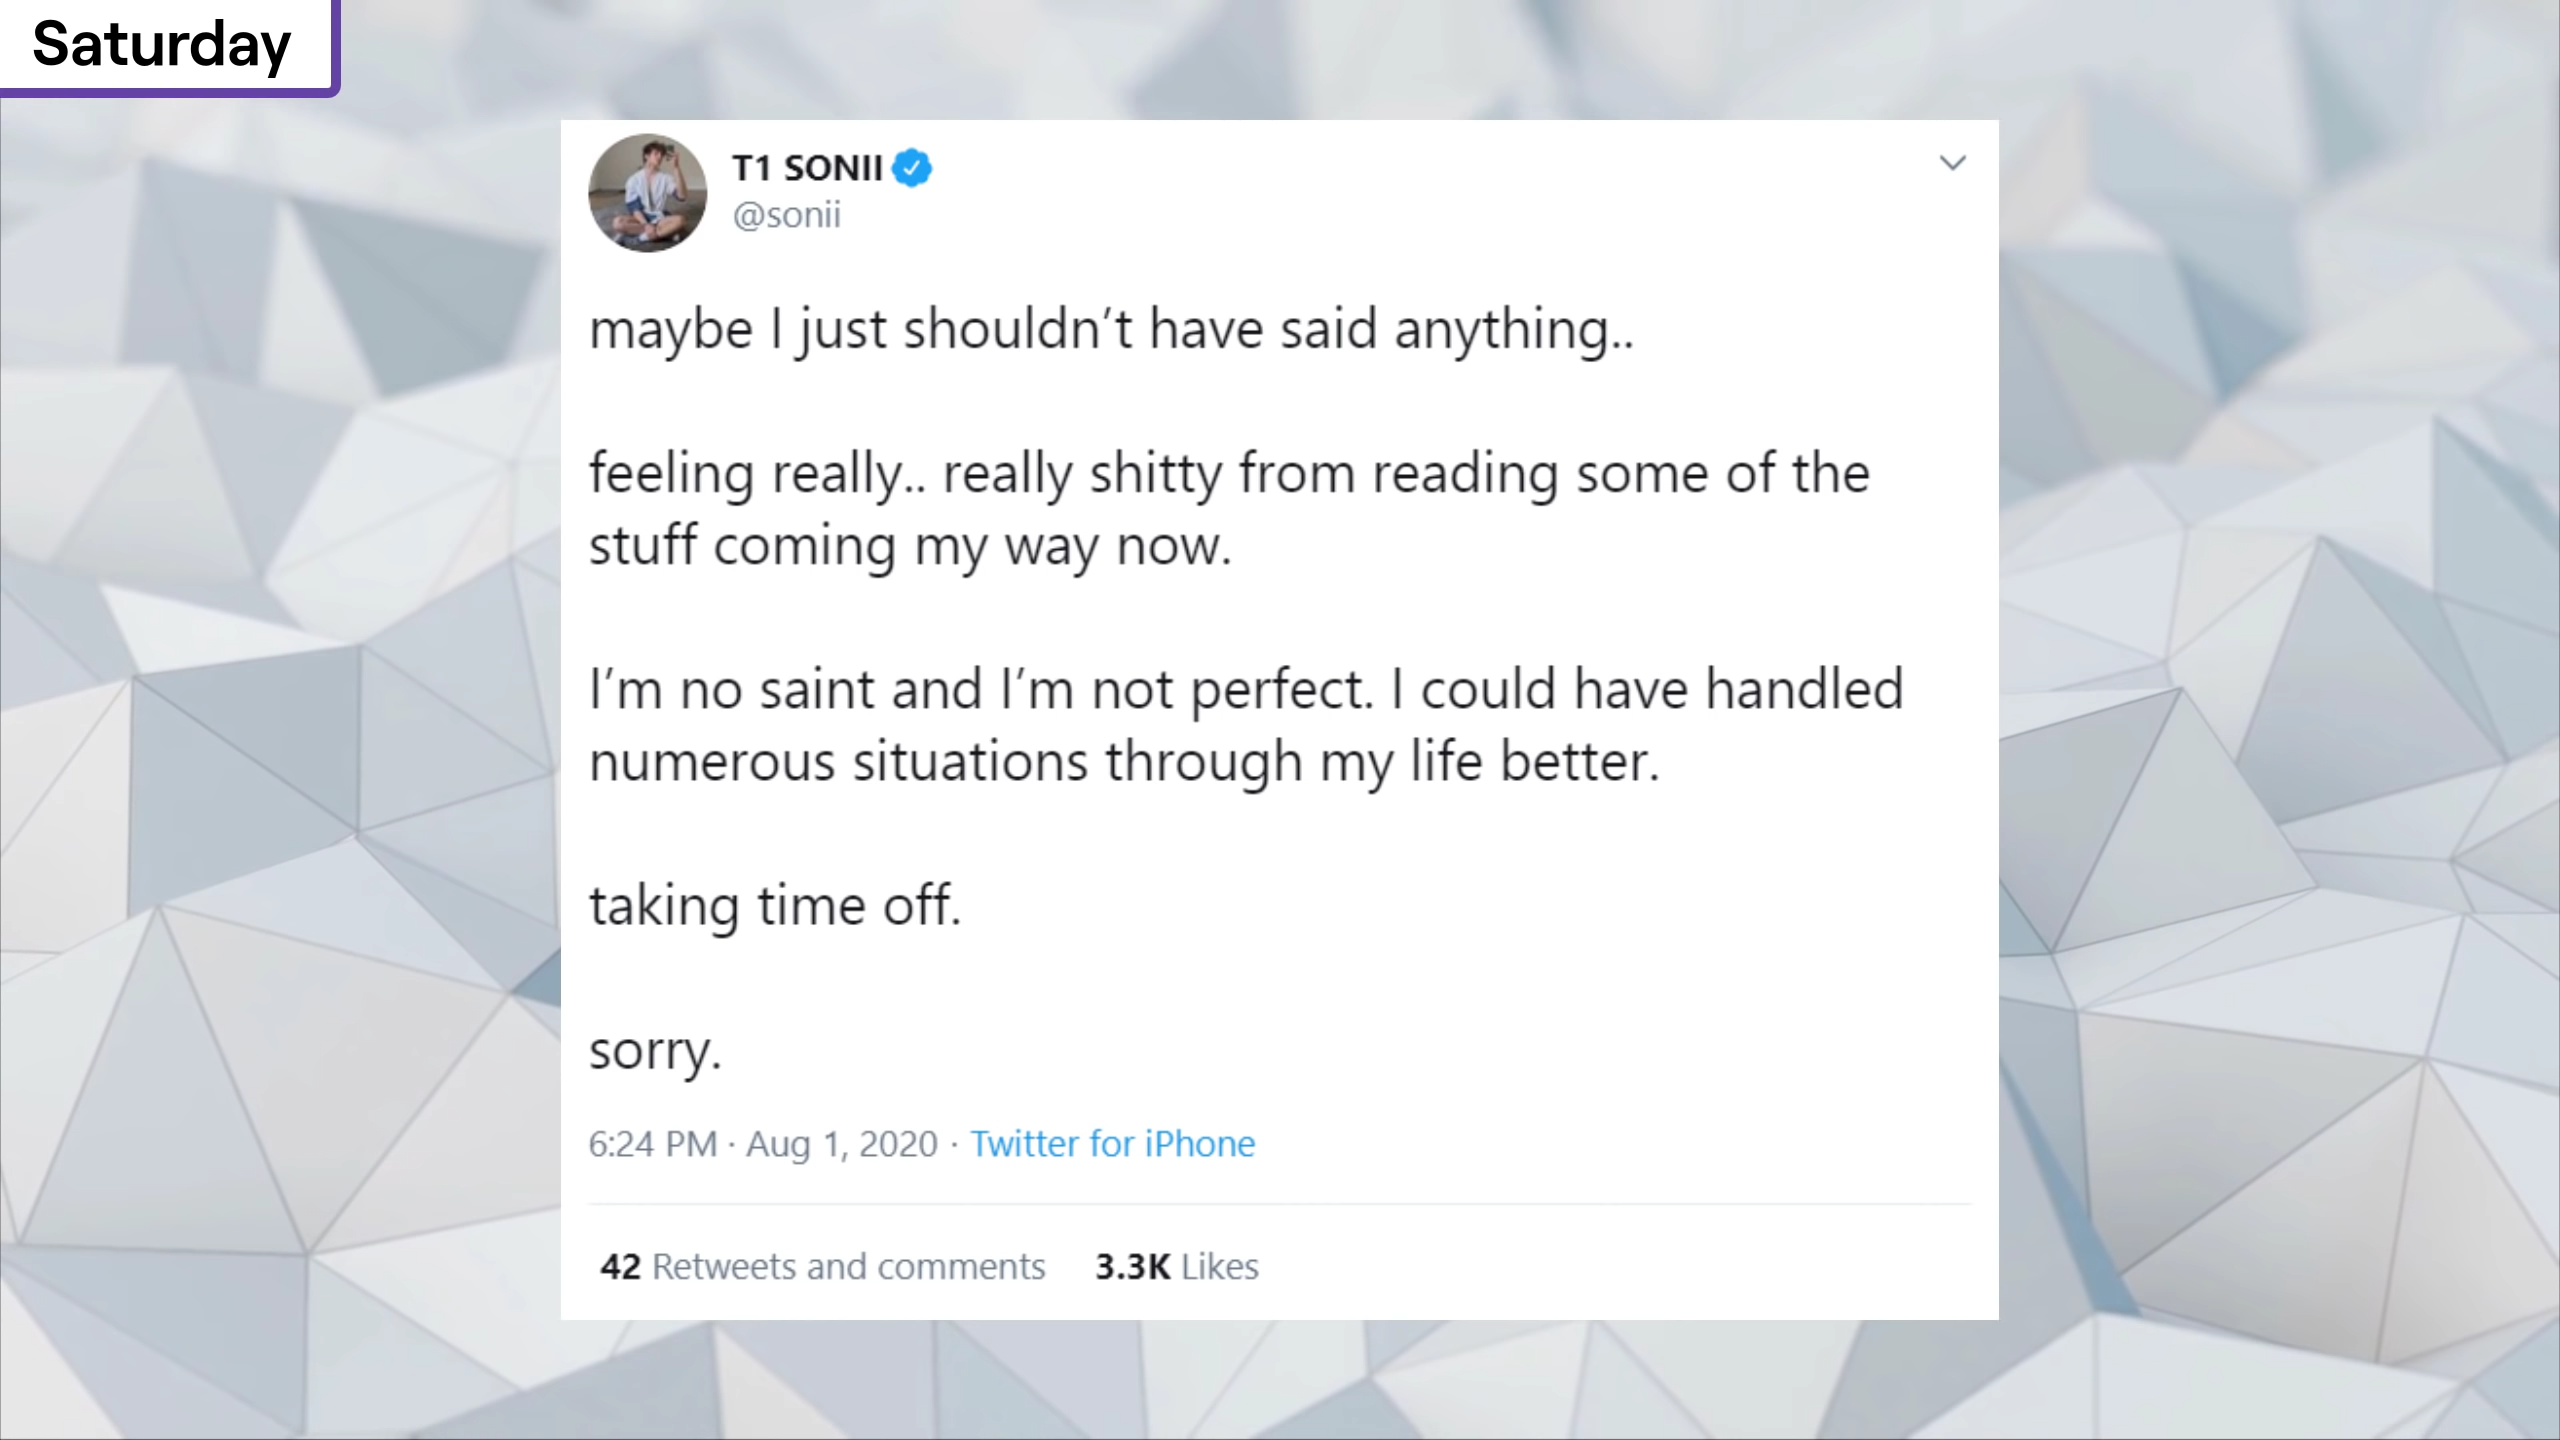 Saturday
T1 SONII
@sonii
maybe I just shouldn’t have said anything..
feeling really.. really shitty from reading some of the
stuff coming my way now.
I’m no saint and I’m not perfect. I could have handled
numerous situations through my life better.
taking time off.
sorry.
6:24 PM · Aug 1, 2020 · Twitter for iPhone
42 Retweets and comments 3.3K Likes